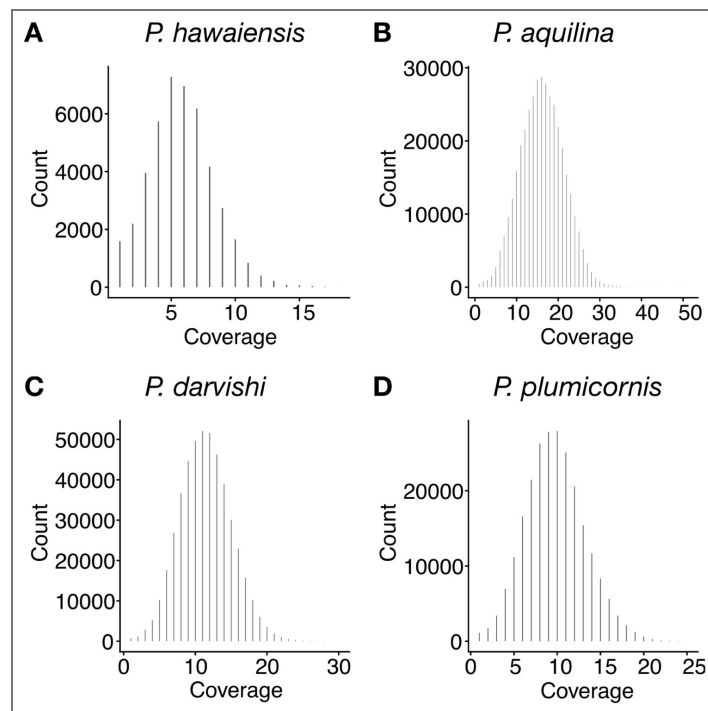 A P. hawaiensis
6000
4000
2000
0
Count
5 10 15
Coverage
B P. aquilina
30000
20000
10000
0
Count
0 10 20 30 40 50
Coverage
C P. darvishi
50000
40000
30000
20000
10000
0
Count
0 10 20 30
Coverage
D P. plumicornis
20000
10000
0
Count
0 5 10 15 20 25
Coverage